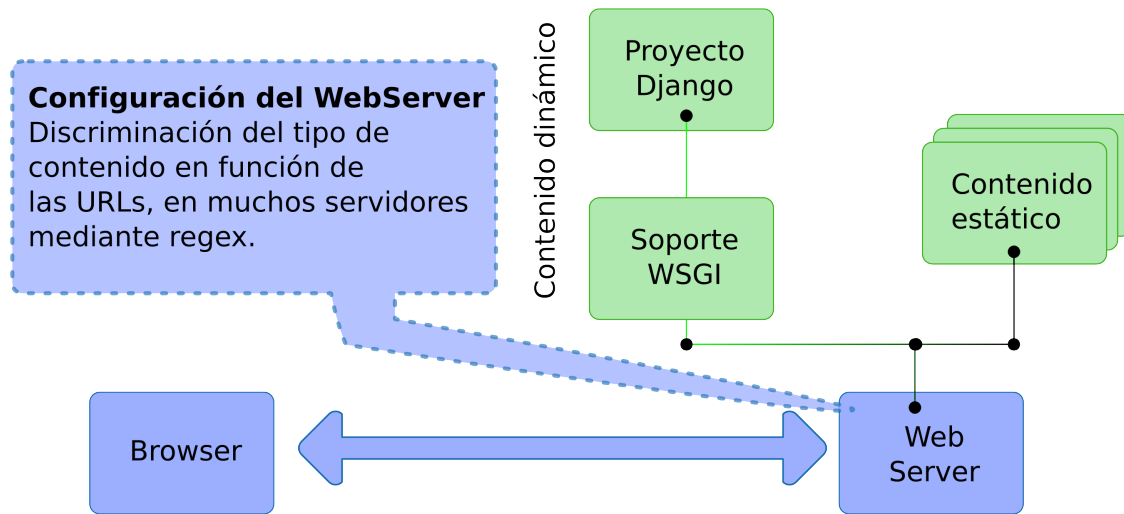 Configuración del WebServer
Discriminación del tipo de
contenido en función de
las URLs, en muchos servidores
mediante regex.
Contenido dinámico
Proyecto
Django
Soporte
WSGI
Contenido
estático
Browser
Web
Server